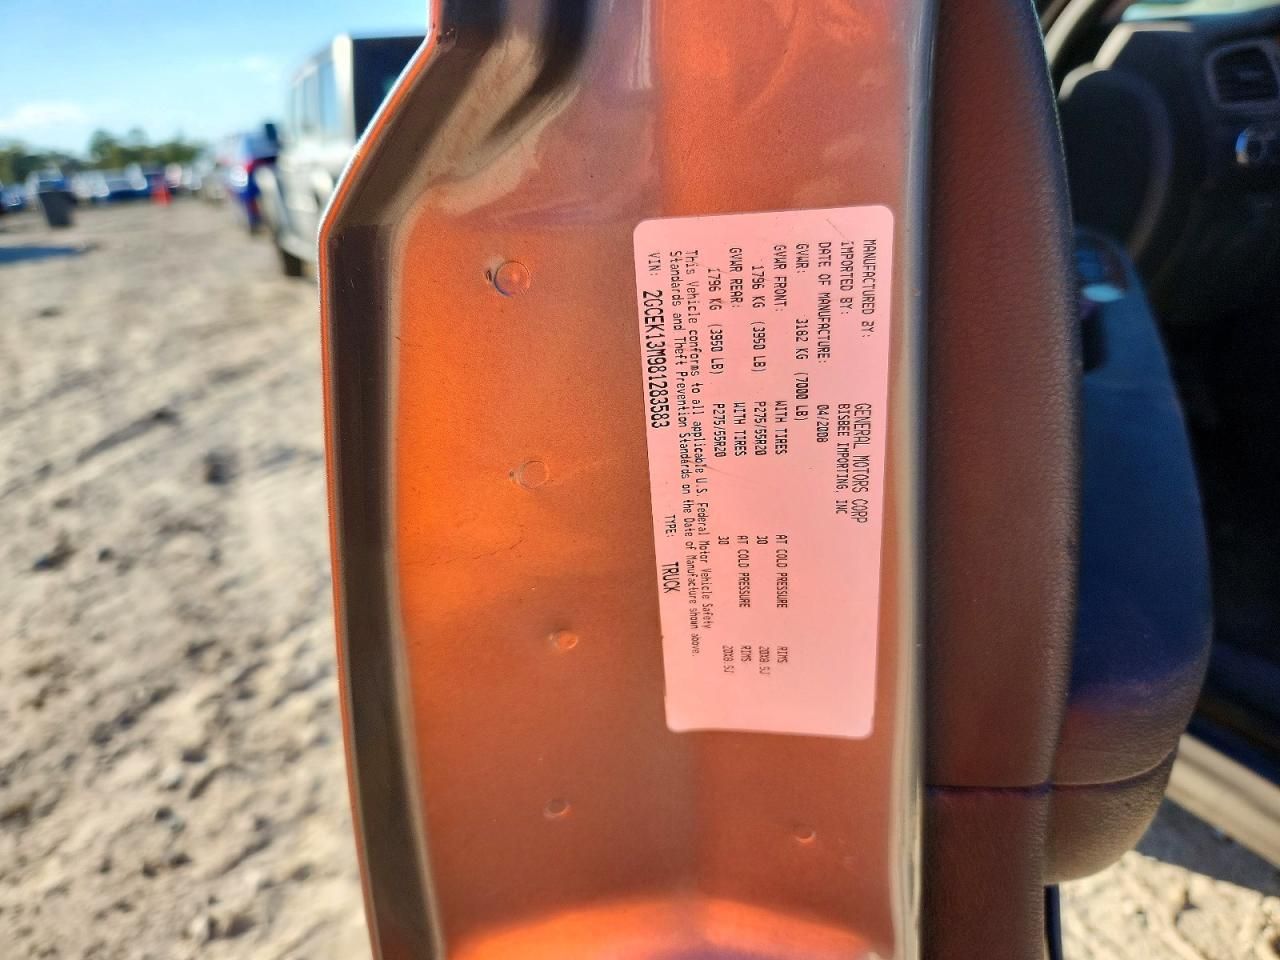 MANUFACTURED BY: GENERAL MOTORS CORP
IMPORTED BY: BISBEE IMPORTING, INC
DATE OF MANUFACTURE: 04/2008
GVWR: 3182 KG (7000 LB)
GVWR FRONT: WITH TIRES AT COLD PRESSURE RIMS
1796 KG (3950 LB) P275/55R20 30 20X8.5J
GVWR REAR: WITH TIRES AT COLD PRESSURE RIMS
1796 KG (3950 LB) P275/55R20 30 20X8.5J
This Vehicle conforms to all applicable U.S. Federal Motor Vehicle Safety
Standards and Theft Prevention Standards on the Date of Manufacture shown above.
VIN: 2GCEK13M981283583 TYPE: TRUCK